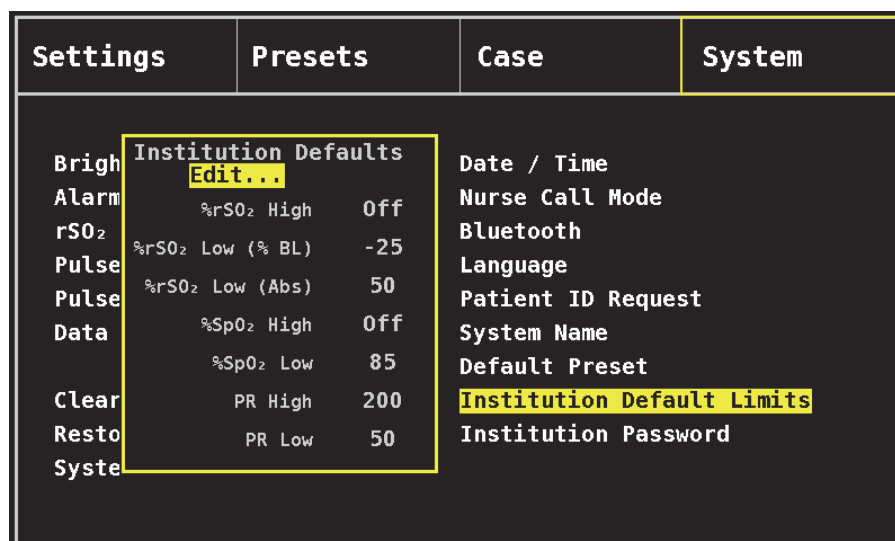 Settings Presets Case System
Brigh
Alarm
rSO₂
Pulse
Pulse
Data
Clear
Resto
Syste
Institution Defaults
Edit...
%rSO₂ High Off
%rSO₂ Low (% BL) -25
%rSO₂ Low (Abs) 50
%SpO₂ High Off
%SpO₂ Low 85
PR High 200
PR Low 50
Date / Time
Nurse Call Mode
Bluetooth
Language
Patient ID Request
System Name
Default Preset
Institution Default Limits
Institution Password